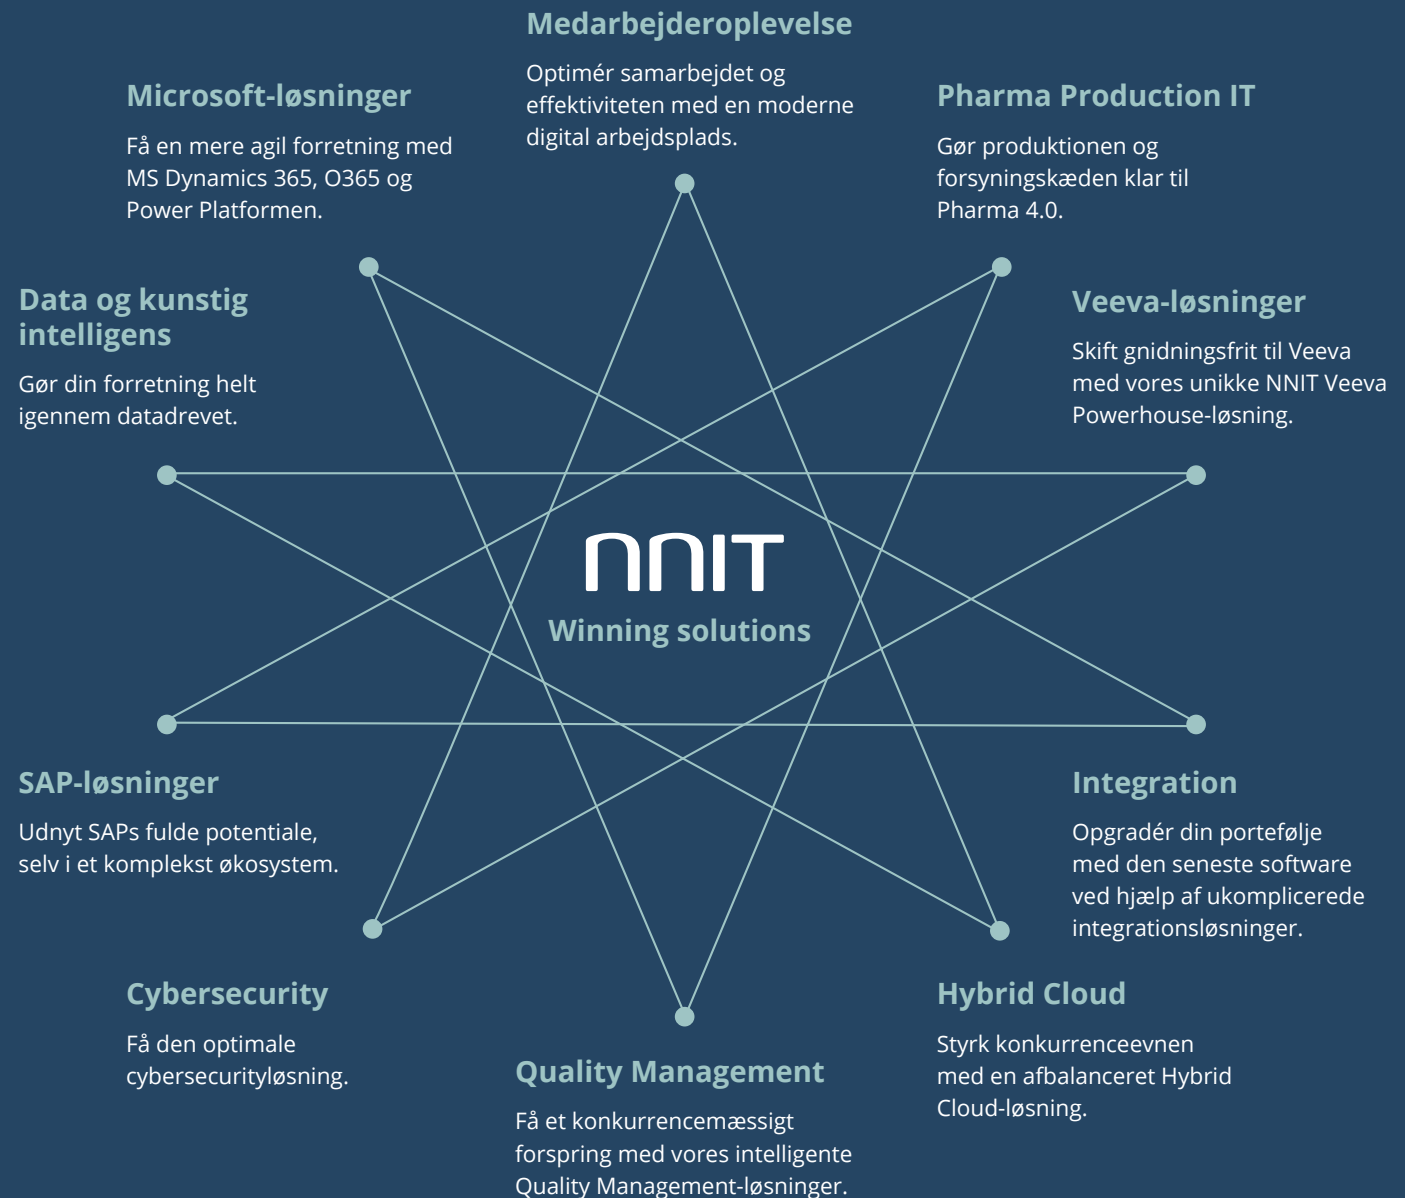 Medarbejderoplevelse
Optimér samarbejdet og
effektiviteten med en moderne
digital arbejdsplads.
Microsoft-løsninger
Få en mere agil forretning med
MS Dynamics 365, O365 og
Power Platformen.
Pharma Production IT
Gør produktionen og
forsyningskæden klar til
Pharma 4.0.
Data og kunstig
intelligens
Gør din forretning helt
igennem datadrevet.
Veeva-løsninger
Skift gnidningsfrit til Veeva
med vores unikke NNIT Veeva
Powerhouse-løsning.
nnIT
Winning solutions
SAP-løsninger
Udnyt SAPs fulde potentiale,
selv i et komplekst økosystem.
Integration
Opgradér din portefølje
med den seneste software
ved hjælp af ukomplicerede
integrationsløsninger.
Cybersecurity
Få den optimale
cybersecurityløsning.
Quality Management
Få et konkurrencemæssigt
forspring med vores intelligente
Quality Management-løsninger.
Hybrid Cloud
Styrk konkurrenceevnen
med en afbalanceret Hybrid
Cloud-løsning.